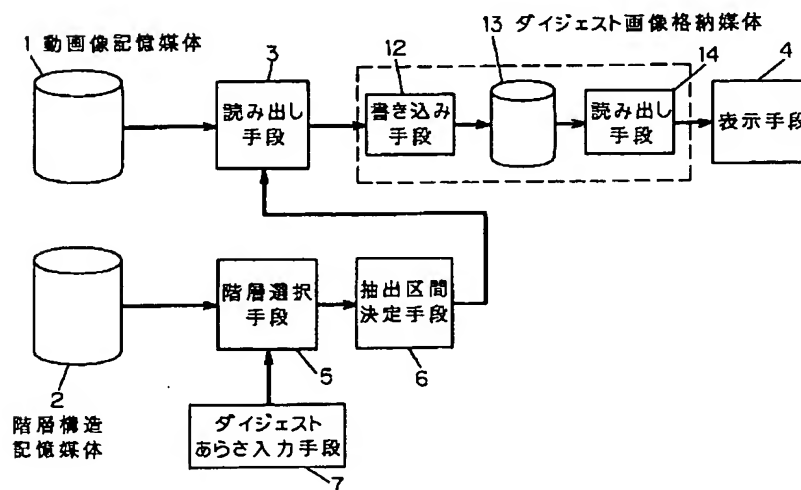 1 動画像記憶媒体
3
読み出し
手段
12
書き込み
手段
13 ダイジェスト画像格納媒体
14
読み出し
手段
4
表示手段
2
階層構造
記憶媒体
階層選択
手段
5
抽出区間
決定手段
6
ダイジェスト
あらさ入力手段
7